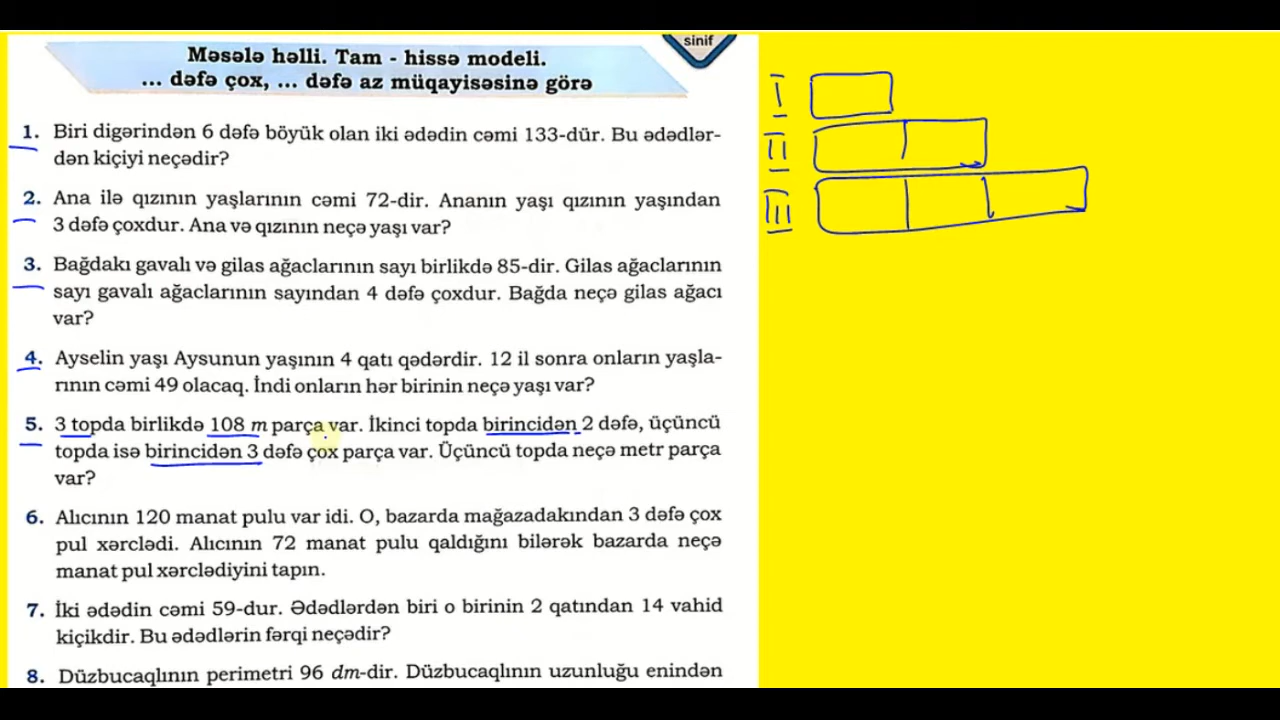 sinif
Məsələ həlli. Tam - hissə modeli.
... dəfə çox, ... dəfə az müqayisəsinə görə
1. Biri digərindən 6 dəfə böyük olan iki ədədin cəmi 133-dür. Bu ədədlər-
dən kiçiyi neçədir?
2. Ana ilə qızının yaşlarının cəmi 72-dir. Ananın yaşı qızının yaşından
3 dəfə çoxdur. Ana və qızının neçə yaşı var?
3. Bağdakı gavalı və gilas ağaclarının sayı birlikdə 85-dir. Gilas ağaclarının
sayı gavalı ağaclarının sayından 4 dəfə çoxdur. Bağda neçə gilas ağacı
var?
4. Ayselin yaşı Aysunun yaşının 4 qatı qədərdir. 12 il sonra onların yaşla-
rının cəmi 49 olacaq. İndi onların hər birinin neçə yaşı var?
5. 3 topda birlikdə 108 m parça var. İkinci topda birincidən 2 dəfə, üçüncü
topda isə birincidən 3 dəfə çox parça var. Üçüncü topda neçə metr parça
var?
6. Alıcının 120 manat pulu var idi. O, bazarda mağazadakından 3 dəfə çox
pul xərclədi. Alıcının 72 manat pulu qaldığını bilərək bazarda neçə
manat pul xərclədiyini tapın.
7. İki ədədin cəmi 59-dur. Ədədlərdən biri o birinin 2 qatından 14 vahid
kiçikdir. Bu ədədlərin fərqi neçədir?
8. Düzbucaqlının perimetri 96 dm-dir. Düzbucaqlının uzunluğu enindən
I
II
III